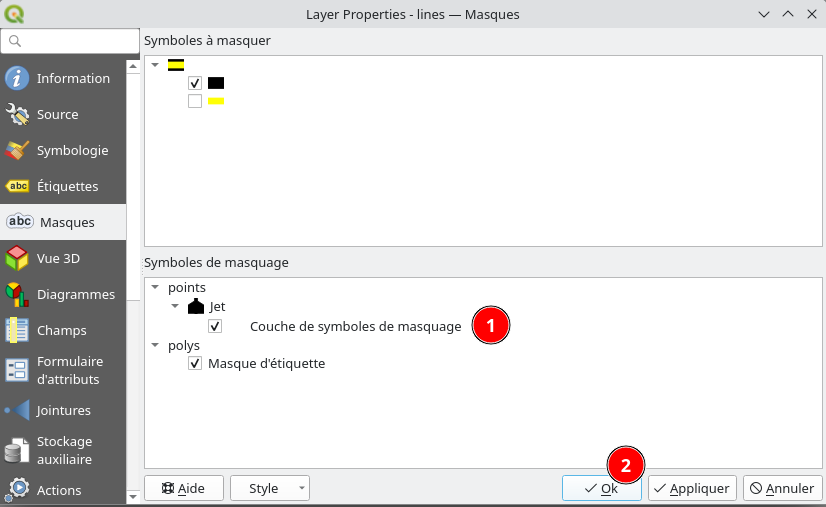 Layer Properties - lines — Masques
Symboles à masquer
Information
Source
Symbologie
abc Étiquettes
abc Masques
Vue 3D
Diagrammes
Champs
Formulaire
d'attributs
Jointures
Stockage
auxiliaire
Actions
Symboles de masquage
points
Jet
Couche de symboles de masquage 1
polys
Masque d'étiquette
2
Aide Style Ok Appliquer Annuler